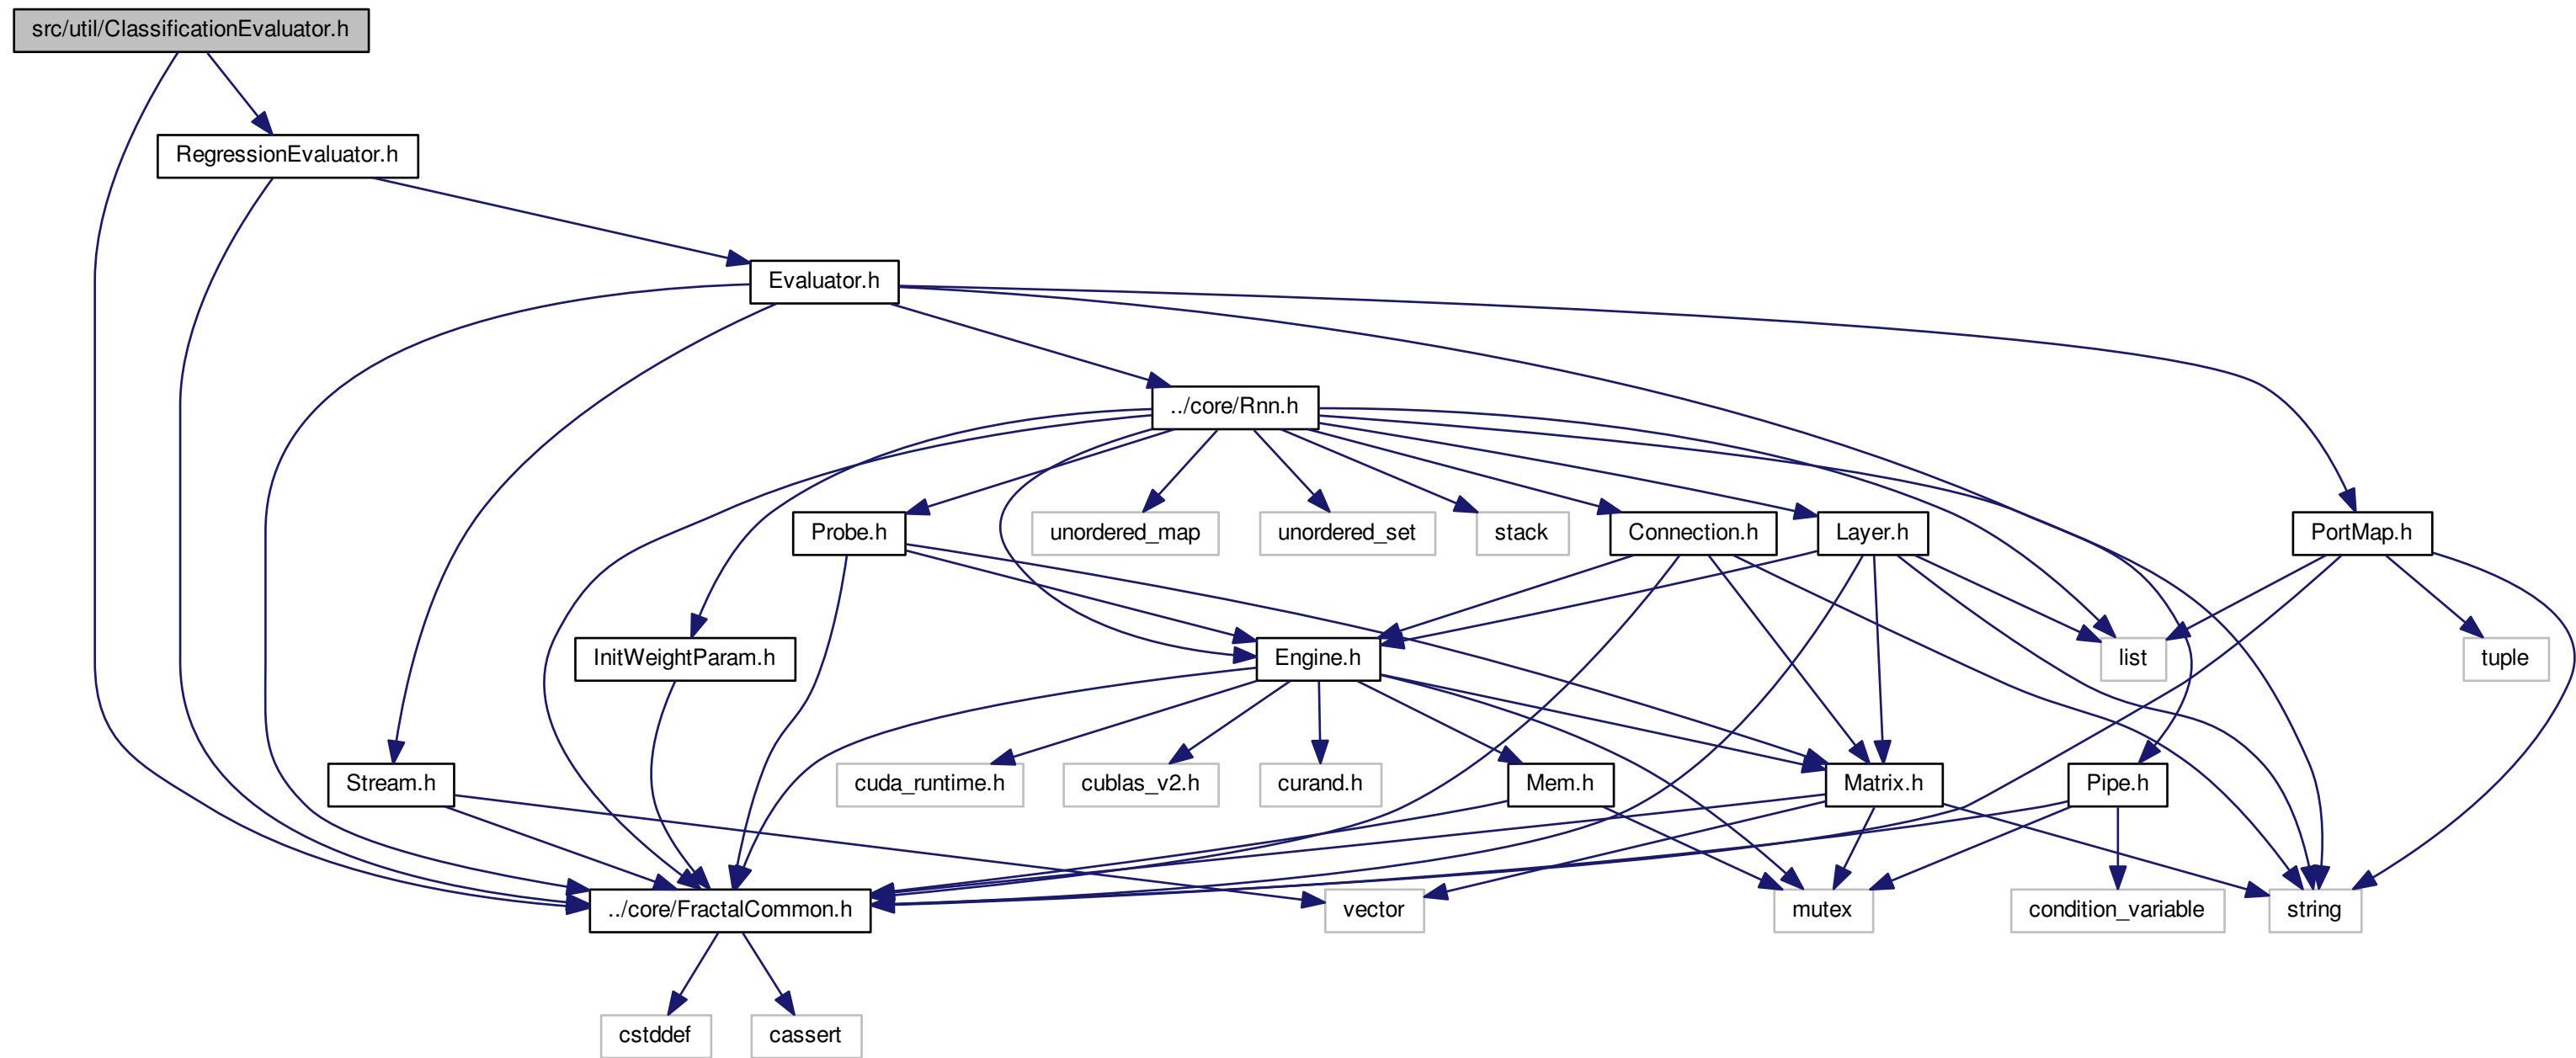 src/util/ClassificationEvaluator.h
RegressionEvaluator.h
Evaluator.h
../core/Rnn.h
Probe.h
unordered_map
unordered_set
stack
Connection.h
Layer.h
PortMap.h
InitWeightParam.h
Engine.h
list
tuple
Stream.h
cuda_runtime.h
cublas_v2.h
curand.h
Mem.h
Matrix.h
Pipe.h
../core/FractalCommon.h
vector
mutex
condition_variable
string
cstddef
cassert